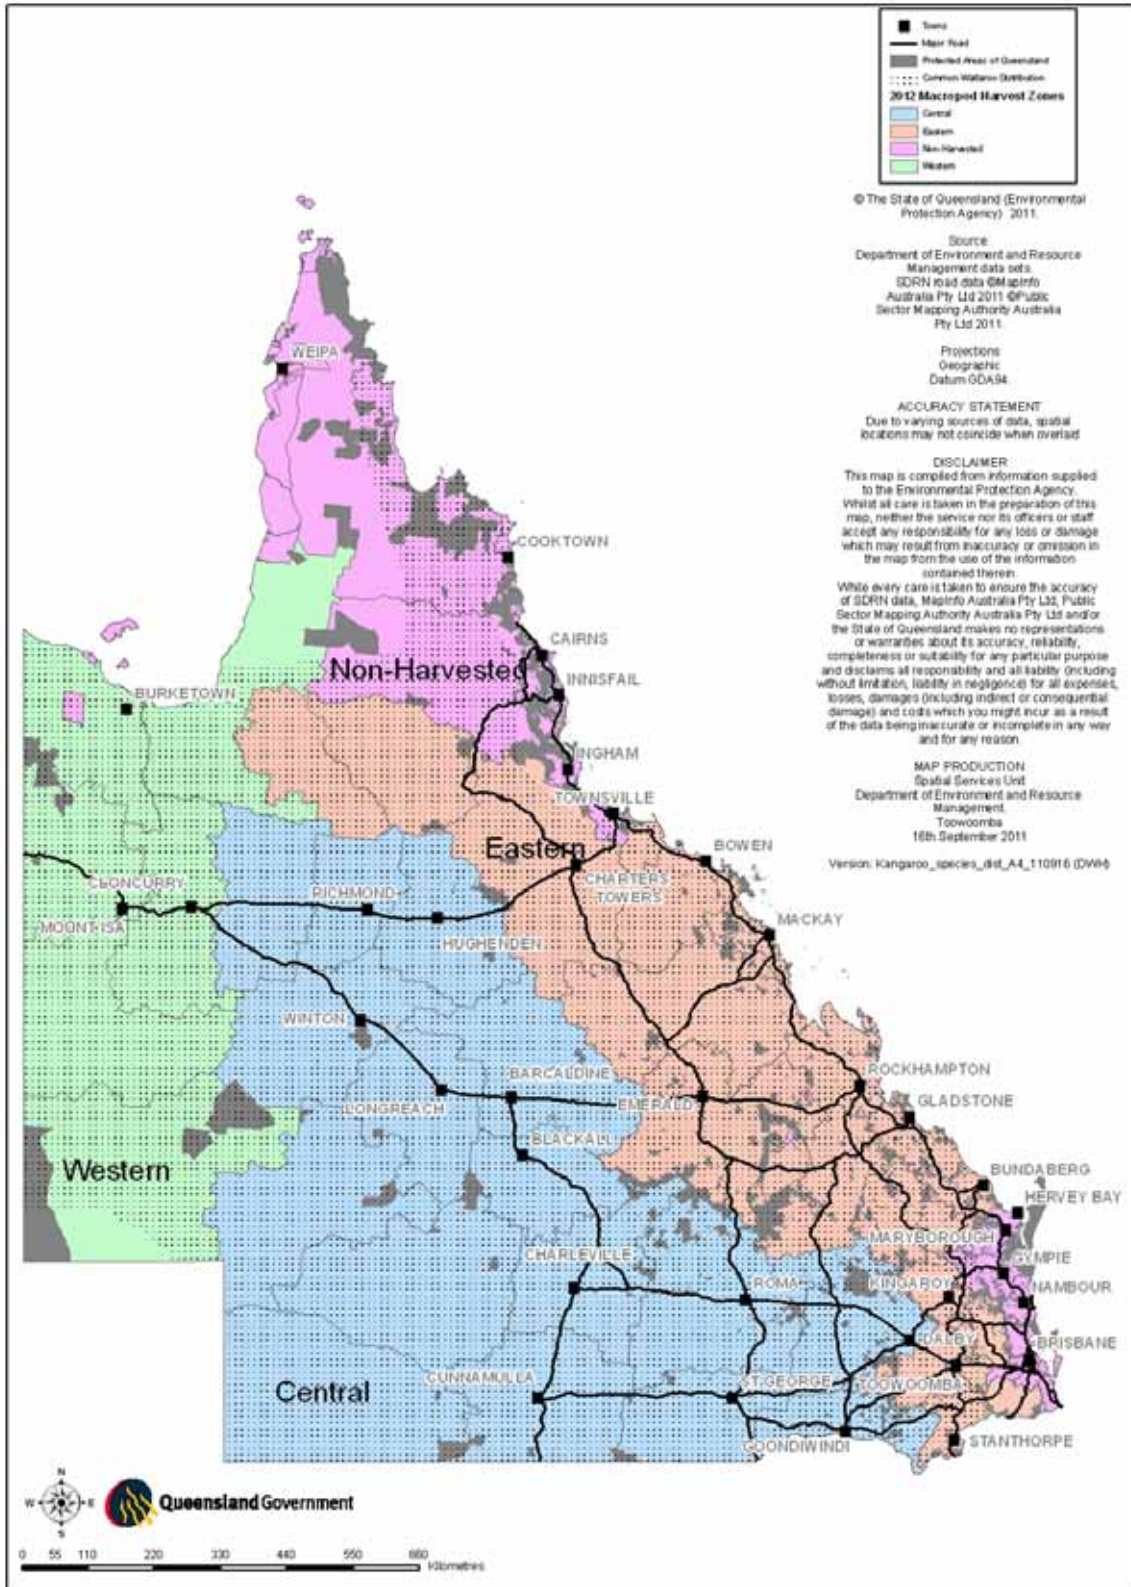 Towns
Major Road
Protected Areas of Queensland
Common Wallaroo Distribution
2012 Macropod Harvest Zones
Central
Eastern
Non-Harvested
Western
© The State of Queensland (Environmental
Protection Agency) 2011.
Source
Department of Environment and Resource
Management data sets.
SDRN road data ©MapInfo
Australia Pty Ltd 2011 ©Public
Sector Mapping Authority Australia
Pty Ltd 2011.
Projections
Geographic
Datum GDA94.
ACCURACY STATEMENT
Due to varying sources of data, spatial
locations may not coincide when overlaid
DISCLAIMER
This map is compiled from information supplied
to the Environmental Protection Agency.
Whilst all care is taken in the preparation of this
map, neither the service nor its officers or staff
accept any responsibility for any loss or damage
which may result from inaccuracy or omission in
the map from the use of the information
contained therein.
While every care is taken to ensure the accuracy
of SDRN data, MapInfo Australia Pty Ltd, Public
Sector Mapping Authority Australia Pty Ltd and/or
the State of Queensland makes no representations
or warranties about its accuracy, reliability,
completeness or suitability for any particular purpose
and disclaims all responsibility and all liability (including
without limitation, liability in negligence) for all expenses,
losses, damages (including indirect or consequential
damage) and costs which you might incur as a result
of the data being inaccurate or incomplete in any way
and for any reason
MAP PRODUCTION
Spatial Services Unit
Department of Environment and Resource
Management.
Toowoomba
16th September 2011
Version: Kangaroo_species_dist_A4_110916 (DWH)
WEIPA
COOKTOWN
CAIRNS
Non-Harvested
INNISFAIL
BURKETOWN
INGHAM
TOWNSVILLE
Eastern
BOWEN
CHARTERS
TOWERS
CLONCURRY
RICHMOND
MOUNT ISA
HUGHENDEN
MACKAY
WINTON
ROCKHAMPTON
BARCALDINE
LONGREACH
EMERALD
GLADSTONE
BLACKALL
Western
BUNDABERG
HERVEY BAY
MARYBOROUGH
CHARLEVILLE
GYMPIE
ROMA
KINGAROY
NAMBOUR
DALBY
BRISBANE
CUNNAMULLA
ST GEORGE
TOOWOOMBA
Central
GOONDIWINDI
STANTHORPE
N
W E
S
Queensland Government
0 55 110 220 330 440 550 660
Kilometres